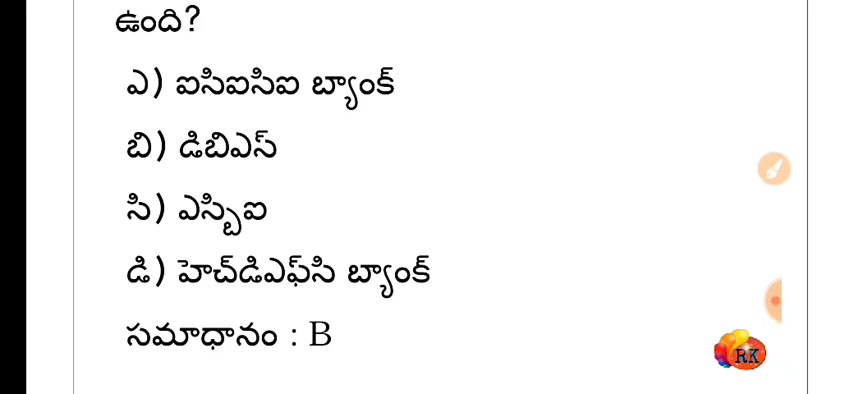 ఉంది?
ఎ) ఐసిఐసిఐ బ్యాంక్
బి) డిబిఎస్
సి) ఎస్బిఐ
డి) హెచ్‌డిఎఫ్‌సి బ్యాంక్
సమాధానం : B
RK